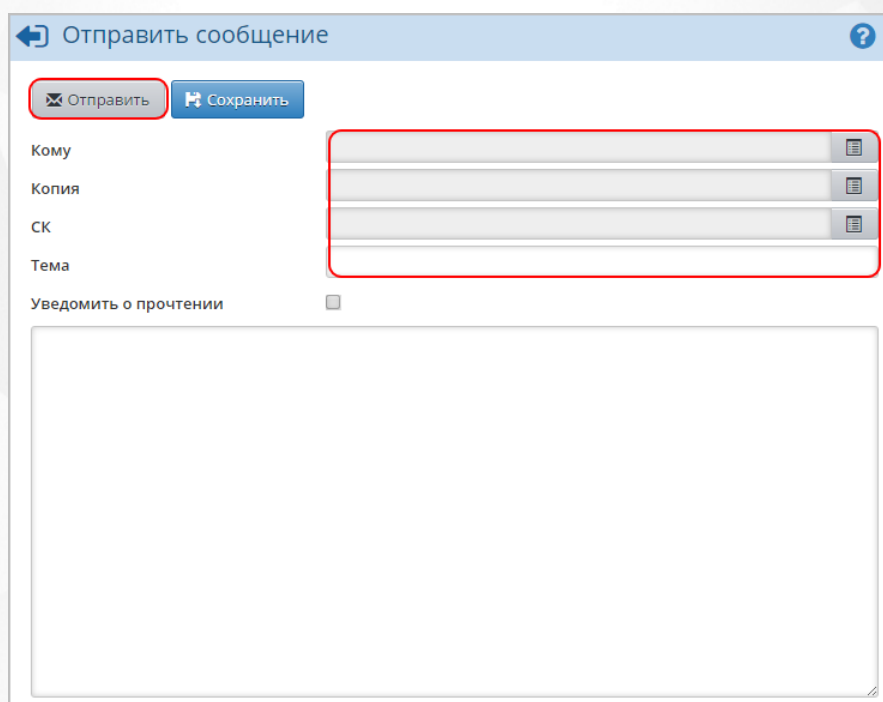 Отправить сообщение ?
Отправить Сохранить
Кому
Копия
СК
Тема
Уведомить о прочтении